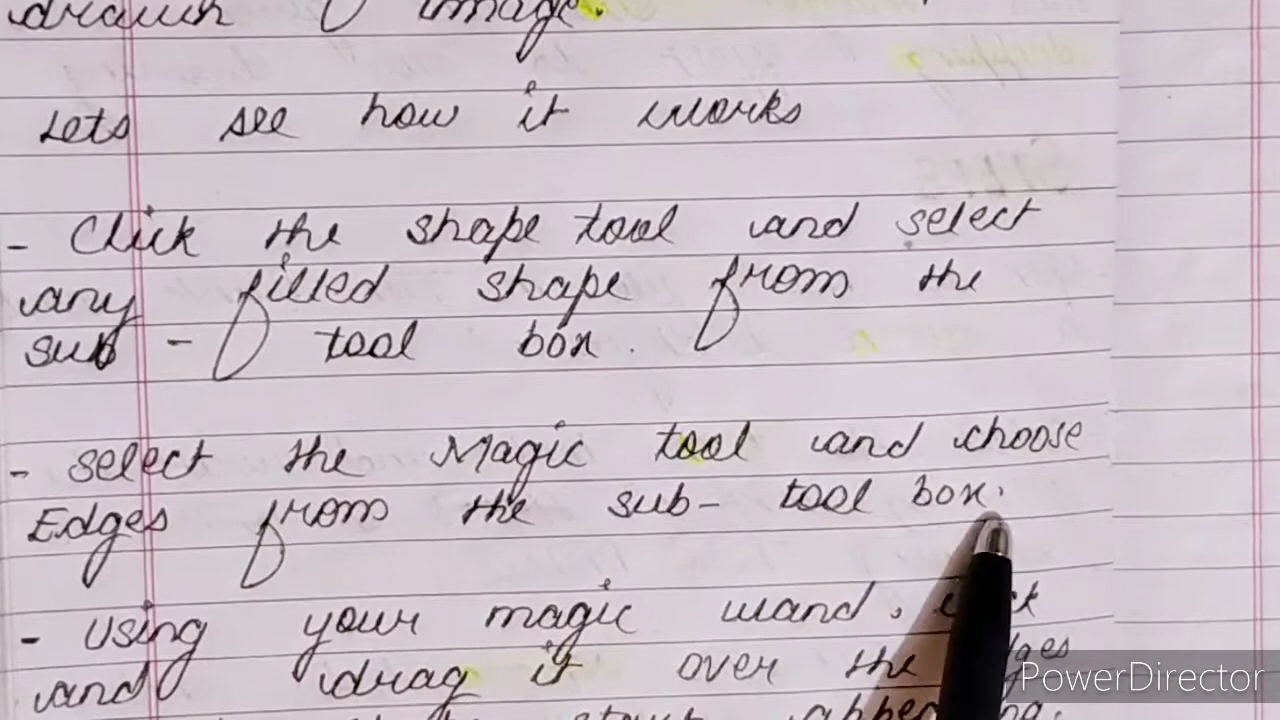 drawn image.
Lets see how it works
- Click the shape tool and select
any filled shape from the
sub - tool box.
- select the Magic tool and choose
Edges from the sub- tool box.
- using your magic wand,
and drag it over the
PowerDirector